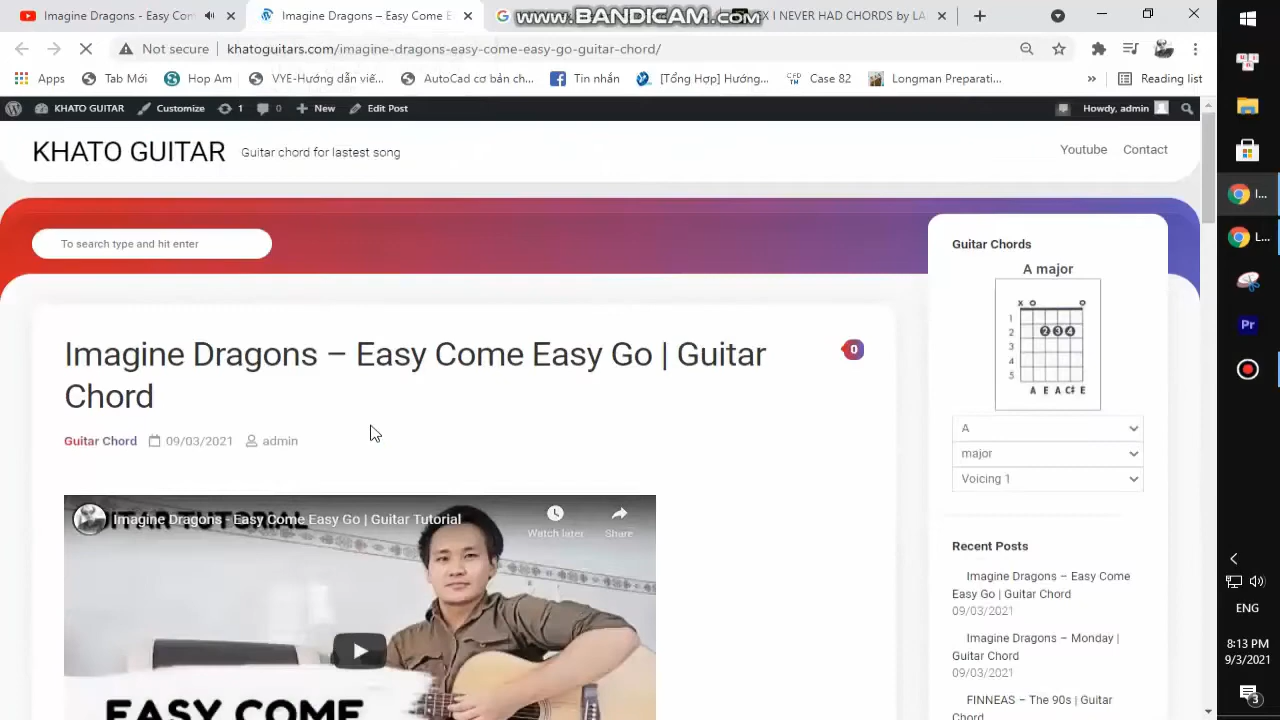 Imagine Dragons - Easy Com
Imagine Dragons – Easy Come E
www.BANDICAM.com
I NEVER HAD CHORDS by LA
Not secure
khatoguitars.com/imagine-dragons-easy-come-easy-go-guitar-chord/
Apps
Tab Mới
Hop Am
VYE-Hướng dẫn viế...
AutoCad cơ bản ch...
Tin nhắn
[Tổng Hợp] Hướng...
Case 82
Longman Preparati...
»
Reading list
KHATO GUITAR
Customize
1
0
New
Edit Post
Howdy, admin
KHATO GUITAR
Guitar chord for lastest song
Youtube
Contact
To search type and hit enter
Imagine Dragons – Easy Come Easy Go | Guitar
Chord
0
Guitar Chord
09/03/2021
admin
Imagine Dragons - Easy Come Easy Go | Guitar Tutorial
Watch later
Share
EASY COME
Guitar Chords
A major
x o o
1
2
3
4
5
2 3 4
A E A C# E
A
major
Voicing 1
Recent Posts
Imagine Dragons – Easy Come
Easy Go | Guitar Chord
09/03/2021
Imagine Dragons – Monday |
Guitar Chord
09/03/2021
FINNEAS – The 90s | Guitar
Chord
I...
L...
Pr
ENG
8:13 PM
9/3/2021
3